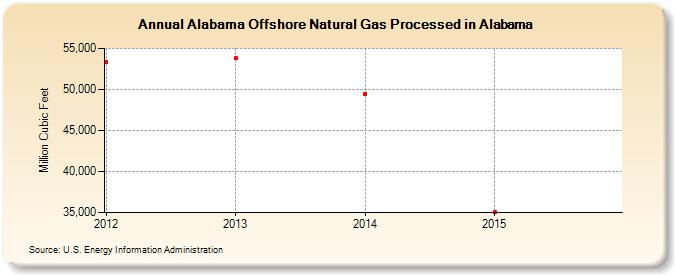 Annual Alabama Offshore Natural Gas Processed in Alabama
Million Cubic Feet
55,000
50,000
45,000
40,000
35,000
2012 2013 2014 2015
Source: U.S. Energy Information Administration